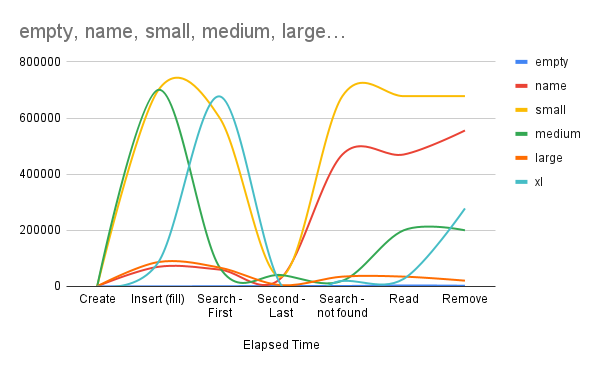 empty, name, small, medium, large...
800000
600000
400000
200000
0
Create
Insert (fill)
Search -
First
Second -
Last
Search -
not found
Read
Remove
Elapsed Time
empty
name
small
medium
large
xl